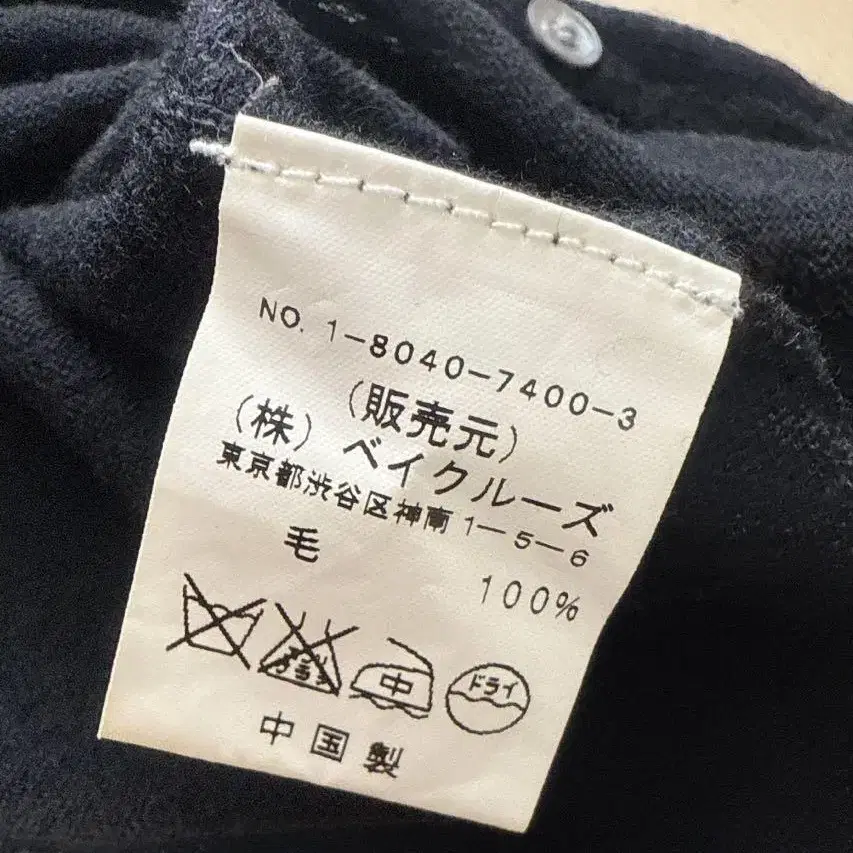 NO. 1-8040-7400-3
(販売元)
(株) ベイクルーズ
東京都渋谷区神南1-5-6
毛 100%
中 ドライ
中国製